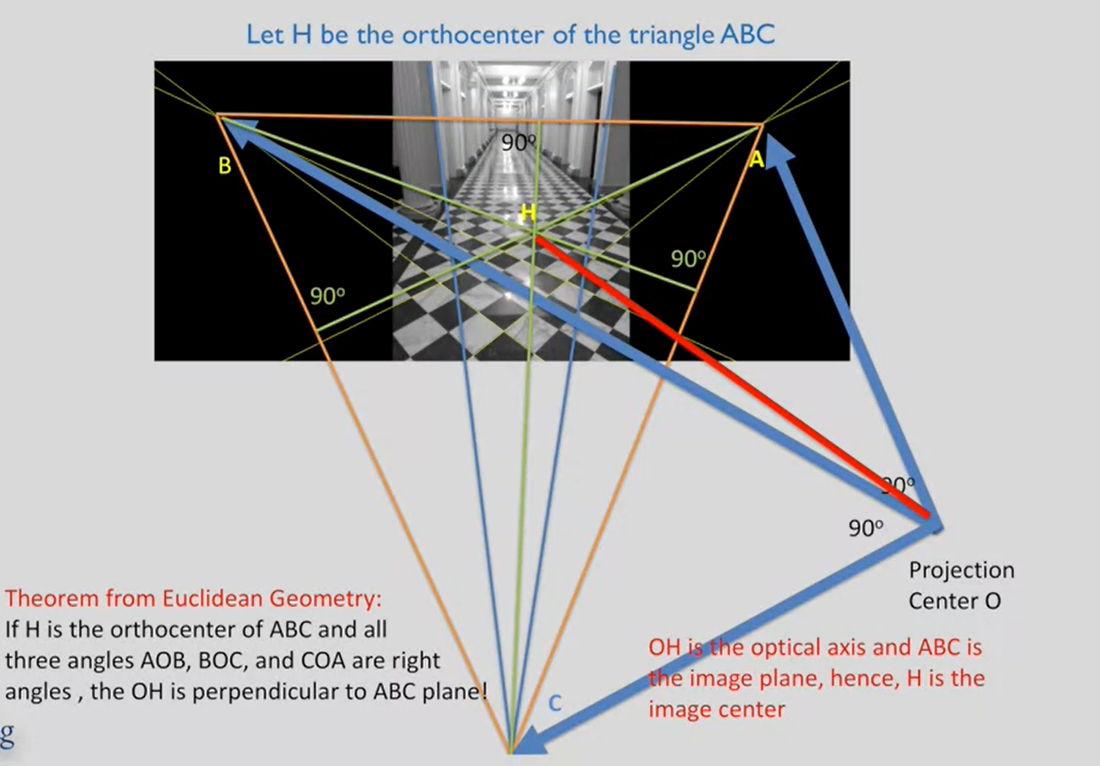 Let H be the orthocenter of the triangle ABC
90º
B
A
H
90º
90º
90º
90º
Projection
Center O
Theorem from Euclidean Geometry:
If H is the orthocenter of ABC and all
three angles AOB, BOC, and COA are right
angles , the OH is perpendicular to ABC plane!
OH is the optical axis and ABC is
the image plane, hence, H is the
image center
C
g